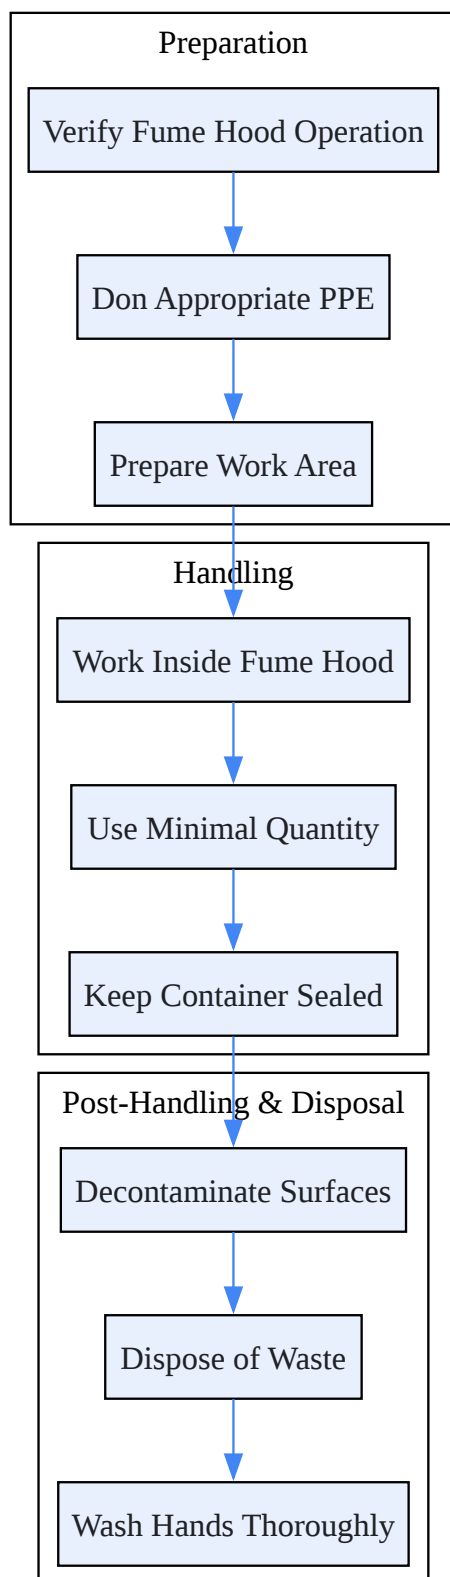 Preparation
Verify Fume Hood Operation
Don Appropriate PPE
Prepare Work Area
Handling
Work Inside Fume Hood
Use Minimal Quantity
Keep Container Sealed
Post-Handling & Disposal
Decontaminate Surfaces
Dispose of Waste
Wash Hands Thoroughly